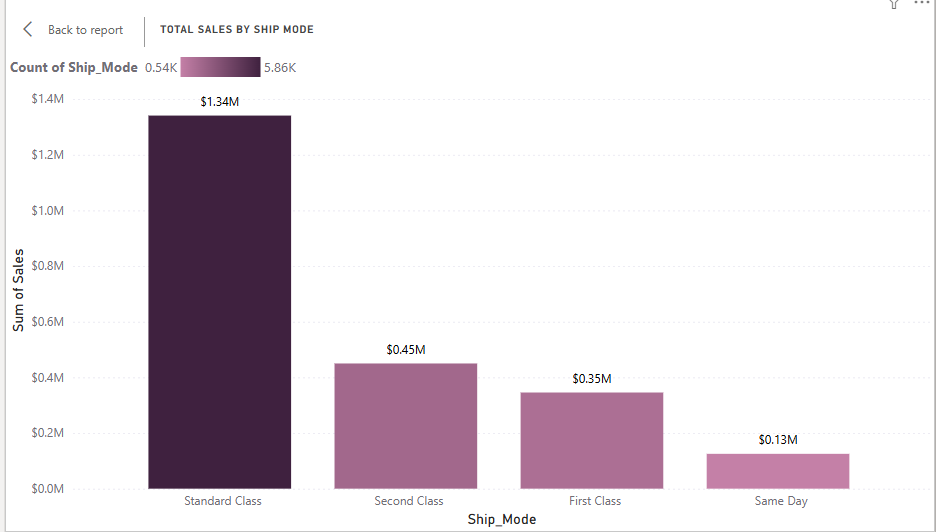 Back to report
TOTAL SALES BY SHIP MODE
Count of Ship_Mode 0.54K 5.86K
$1.4M
$1.2M
$1.0M
$0.8M
$0.6M
$0.4M
$0.2M
$0.0M
Sum of Sales
$1.34M
$0.45M
$0.35M
$0.13M
Standard Class
Second Class
First Class
Same Day
Ship_Mode